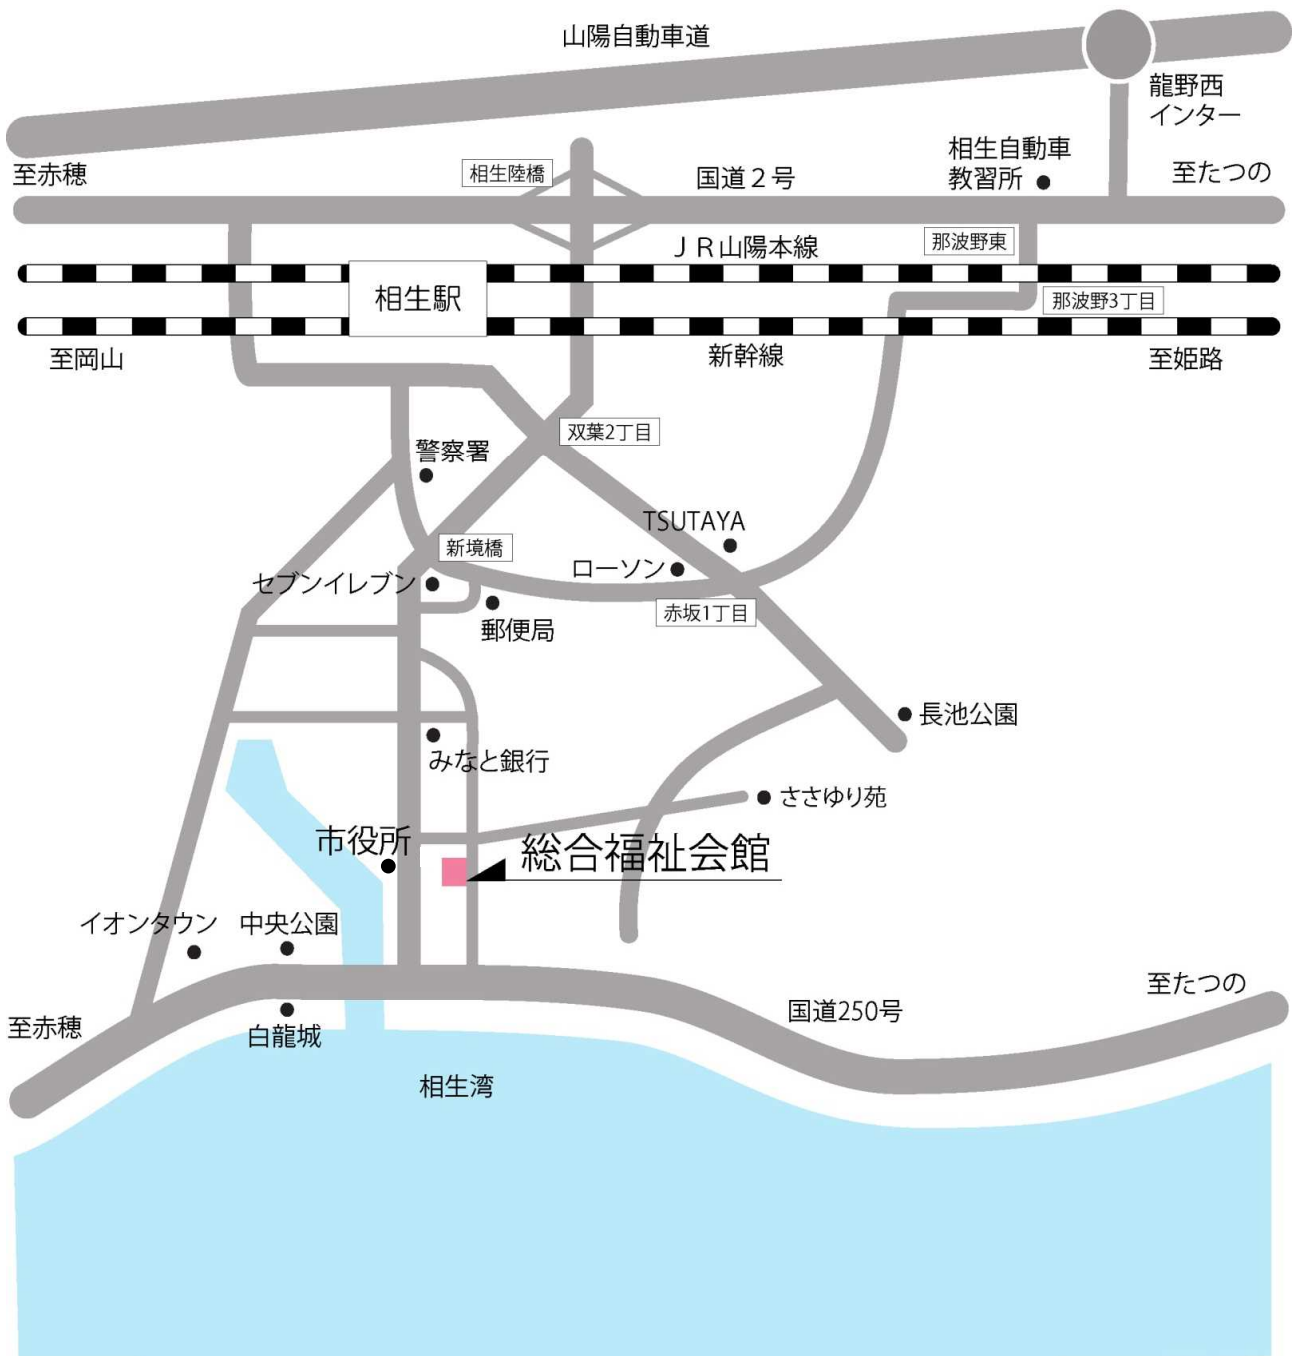 山陽自動車道
龍野西
インター
至赤穂
相生陸橋
国道２号
相生自動車
教習所
至たつの
ＪＲ山陽本線
那波野東
相生駅
那波野3丁目
至岡山
新幹線
至姫路
双葉2丁目
警察署
TSUTAYA
新境橋
セブンイレブン
ローソン
赤坂1丁目
郵便局
長池公園
みなと銀行
ささゆり苑
市役所
総合福祉会館
イオンタウン
中央公園
至たつの
国道250号
至赤穂
白龍城
相生湾